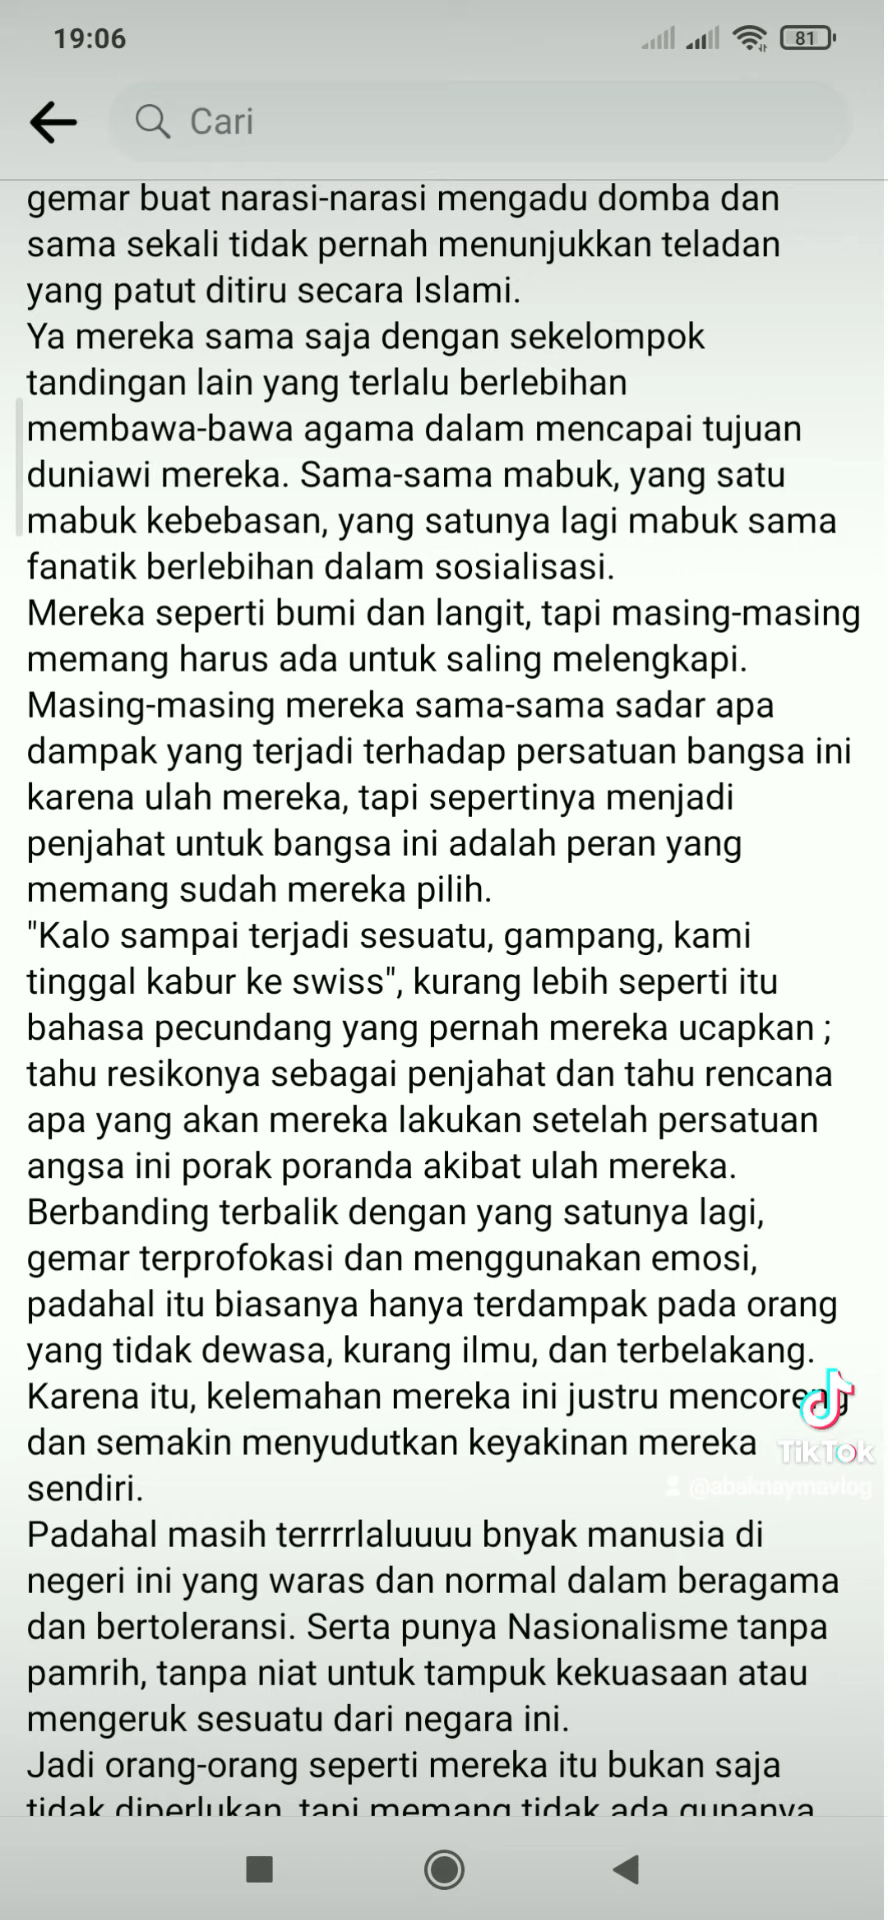 19:06
81
Cari
gemar buat narasi-narasi mengadu domba dan
sama sekali tidak pernah menunjukkan teladan
yang patut ditiru secara Islami.
Ya mereka sama saja dengan sekelompok
tandingan lain yang terlalu berlebihan
membawa-bawa agama dalam mencapai tujuan
duniawi mereka. Sama-sama mabuk, yang satu
mabuk kebebasan, yang satunya lagi mabuk sama
fanatik berlebihan dalam sosialisasi.
Mereka seperti bumi dan langit, tapi masing-masing
memang harus ada untuk saling melengkapi.
Masing-masing mereka sama-sama sadar apa
dampak yang terjadi terhadap persatuan bangsa ini
karena ulah mereka, tapi sepertinya menjadi
penjahat untuk bangsa ini adalah peran yang
memang sudah mereka pilih.
"Kalo sampai terjadi sesuatu, gampang, kami
tinggal kabur ke swiss", kurang lebih seperti itu
bahasa pecundang yang pernah mereka ucapkan ;
tahu resikonya sebagai penjahat dan tahu rencana
apa yang akan mereka lakukan setelah persatuan
angsa ini porak poranda akibat ulah mereka.
Berbanding terbalik dengan yang satunya lagi,
gemar terprofokasi dan menggunakan emosi,
padahal itu biasanya hanya terdampak pada orang
yang tidak dewasa, kurang ilmu, dan terbelakang.
Karena itu, kelemahan mereka ini justru mencoreng
dan semakin menyudutkan keyakinan mereka
sendiri.
TikTok
@abaknaymavlog
Padahal masih terrrrlaluuuu bnyak manusia di
negeri ini yang waras dan normal dalam beragama
dan bertoleransi. Serta punya Nasionalisme tanpa
pamrih, tanpa niat untuk tampuk kekuasaan atau
mengeruk sesuatu dari negara ini.
Jadi orang-orang seperti mereka itu bukan saja
tidak diperlukan, tapi memang tidak ada gunanya